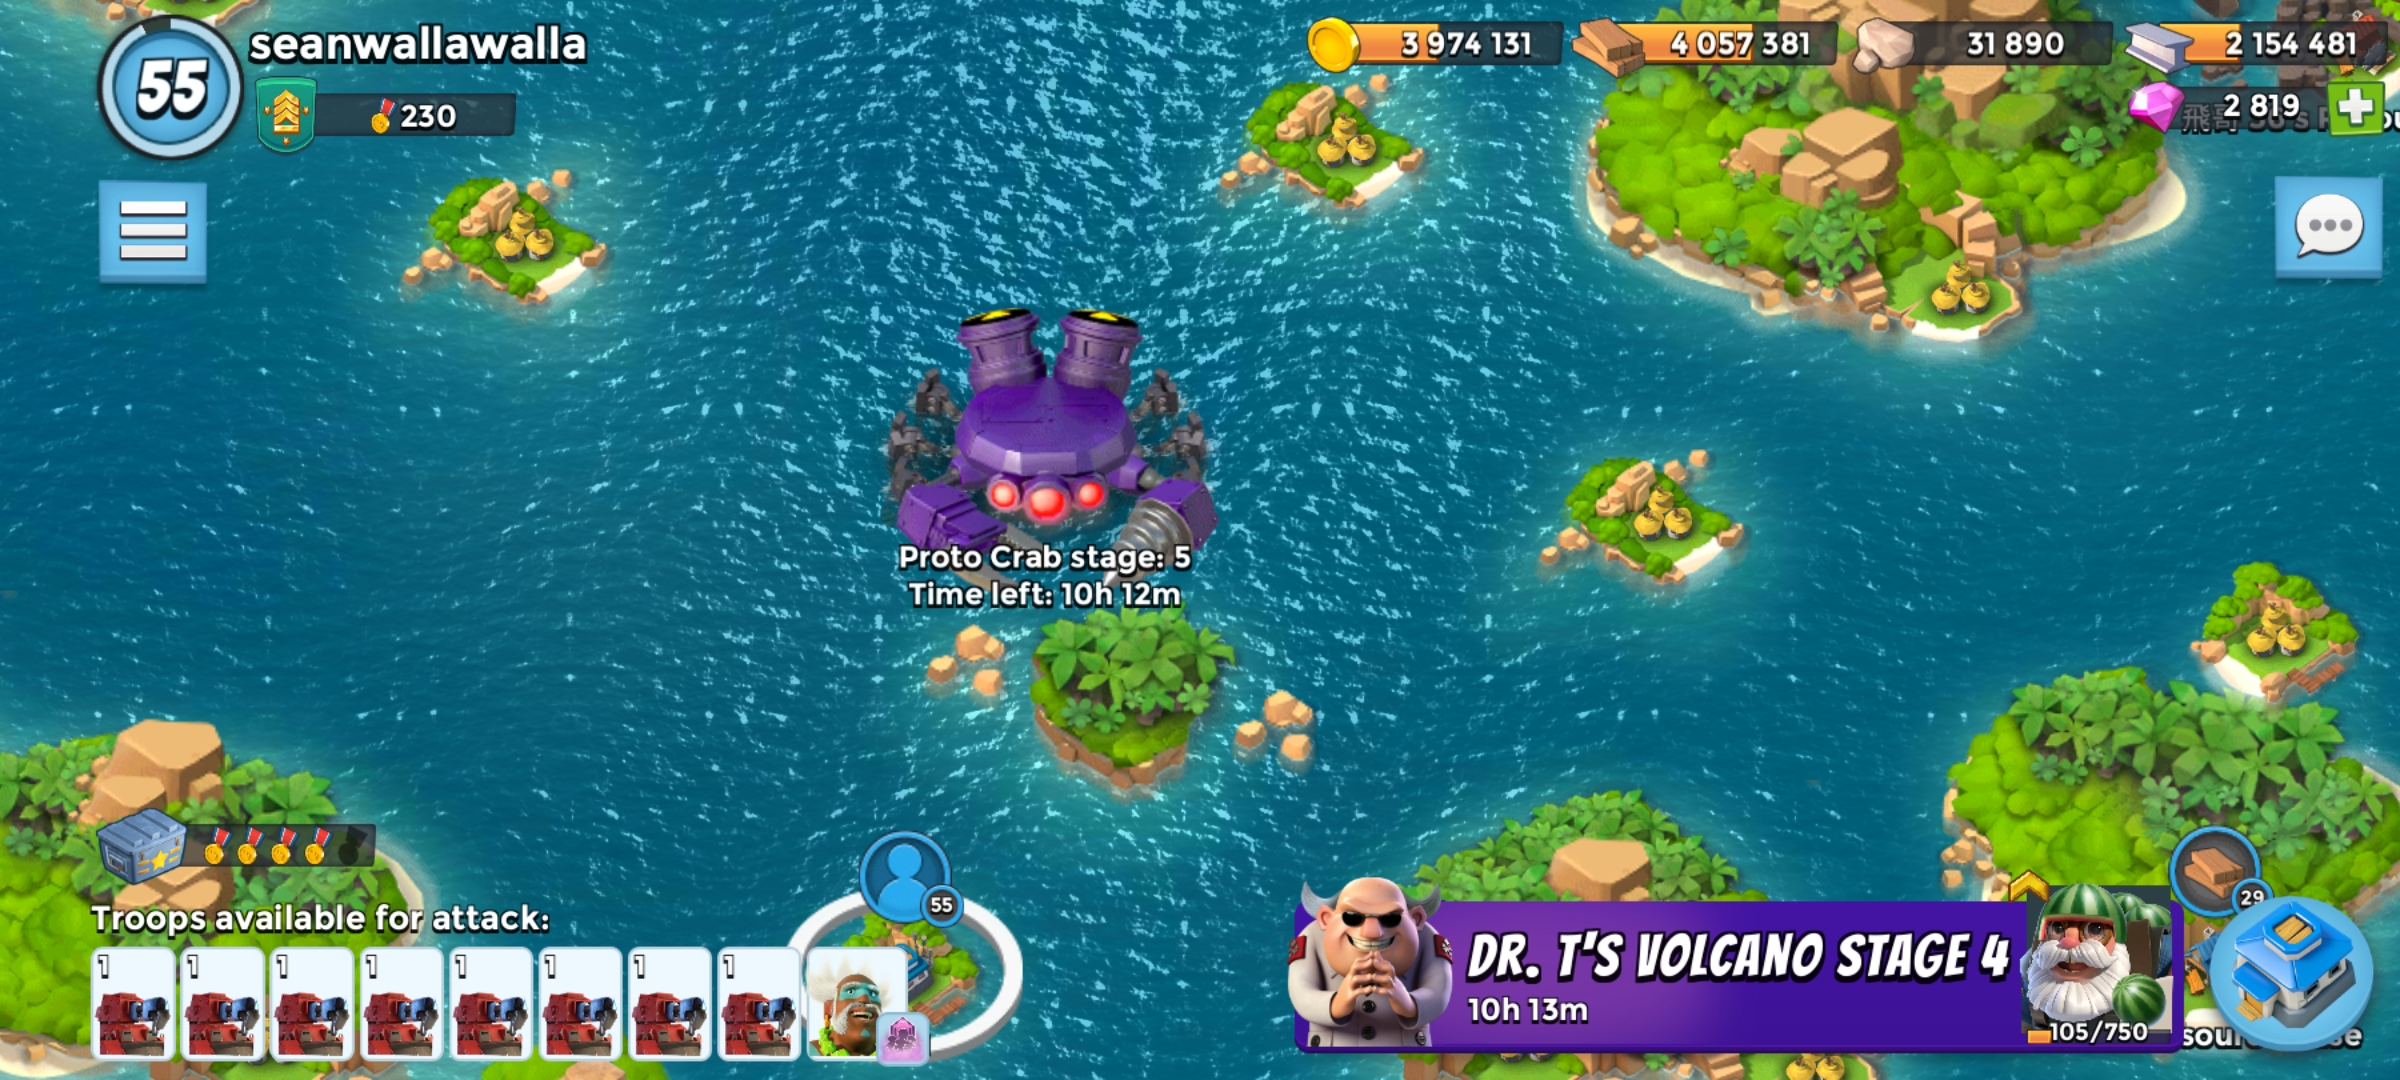 55
seanwallawalla
230
3 974 131
4 057 381
31 890
2 154 481
2 819
Proto Crab stage: 5
Time left: 10h 12m
Troops available for attack:
1 1 1 1 1 1 1 1
55
DR. T'S VOLCANO STAGE 4
10h 13m
105/750
29